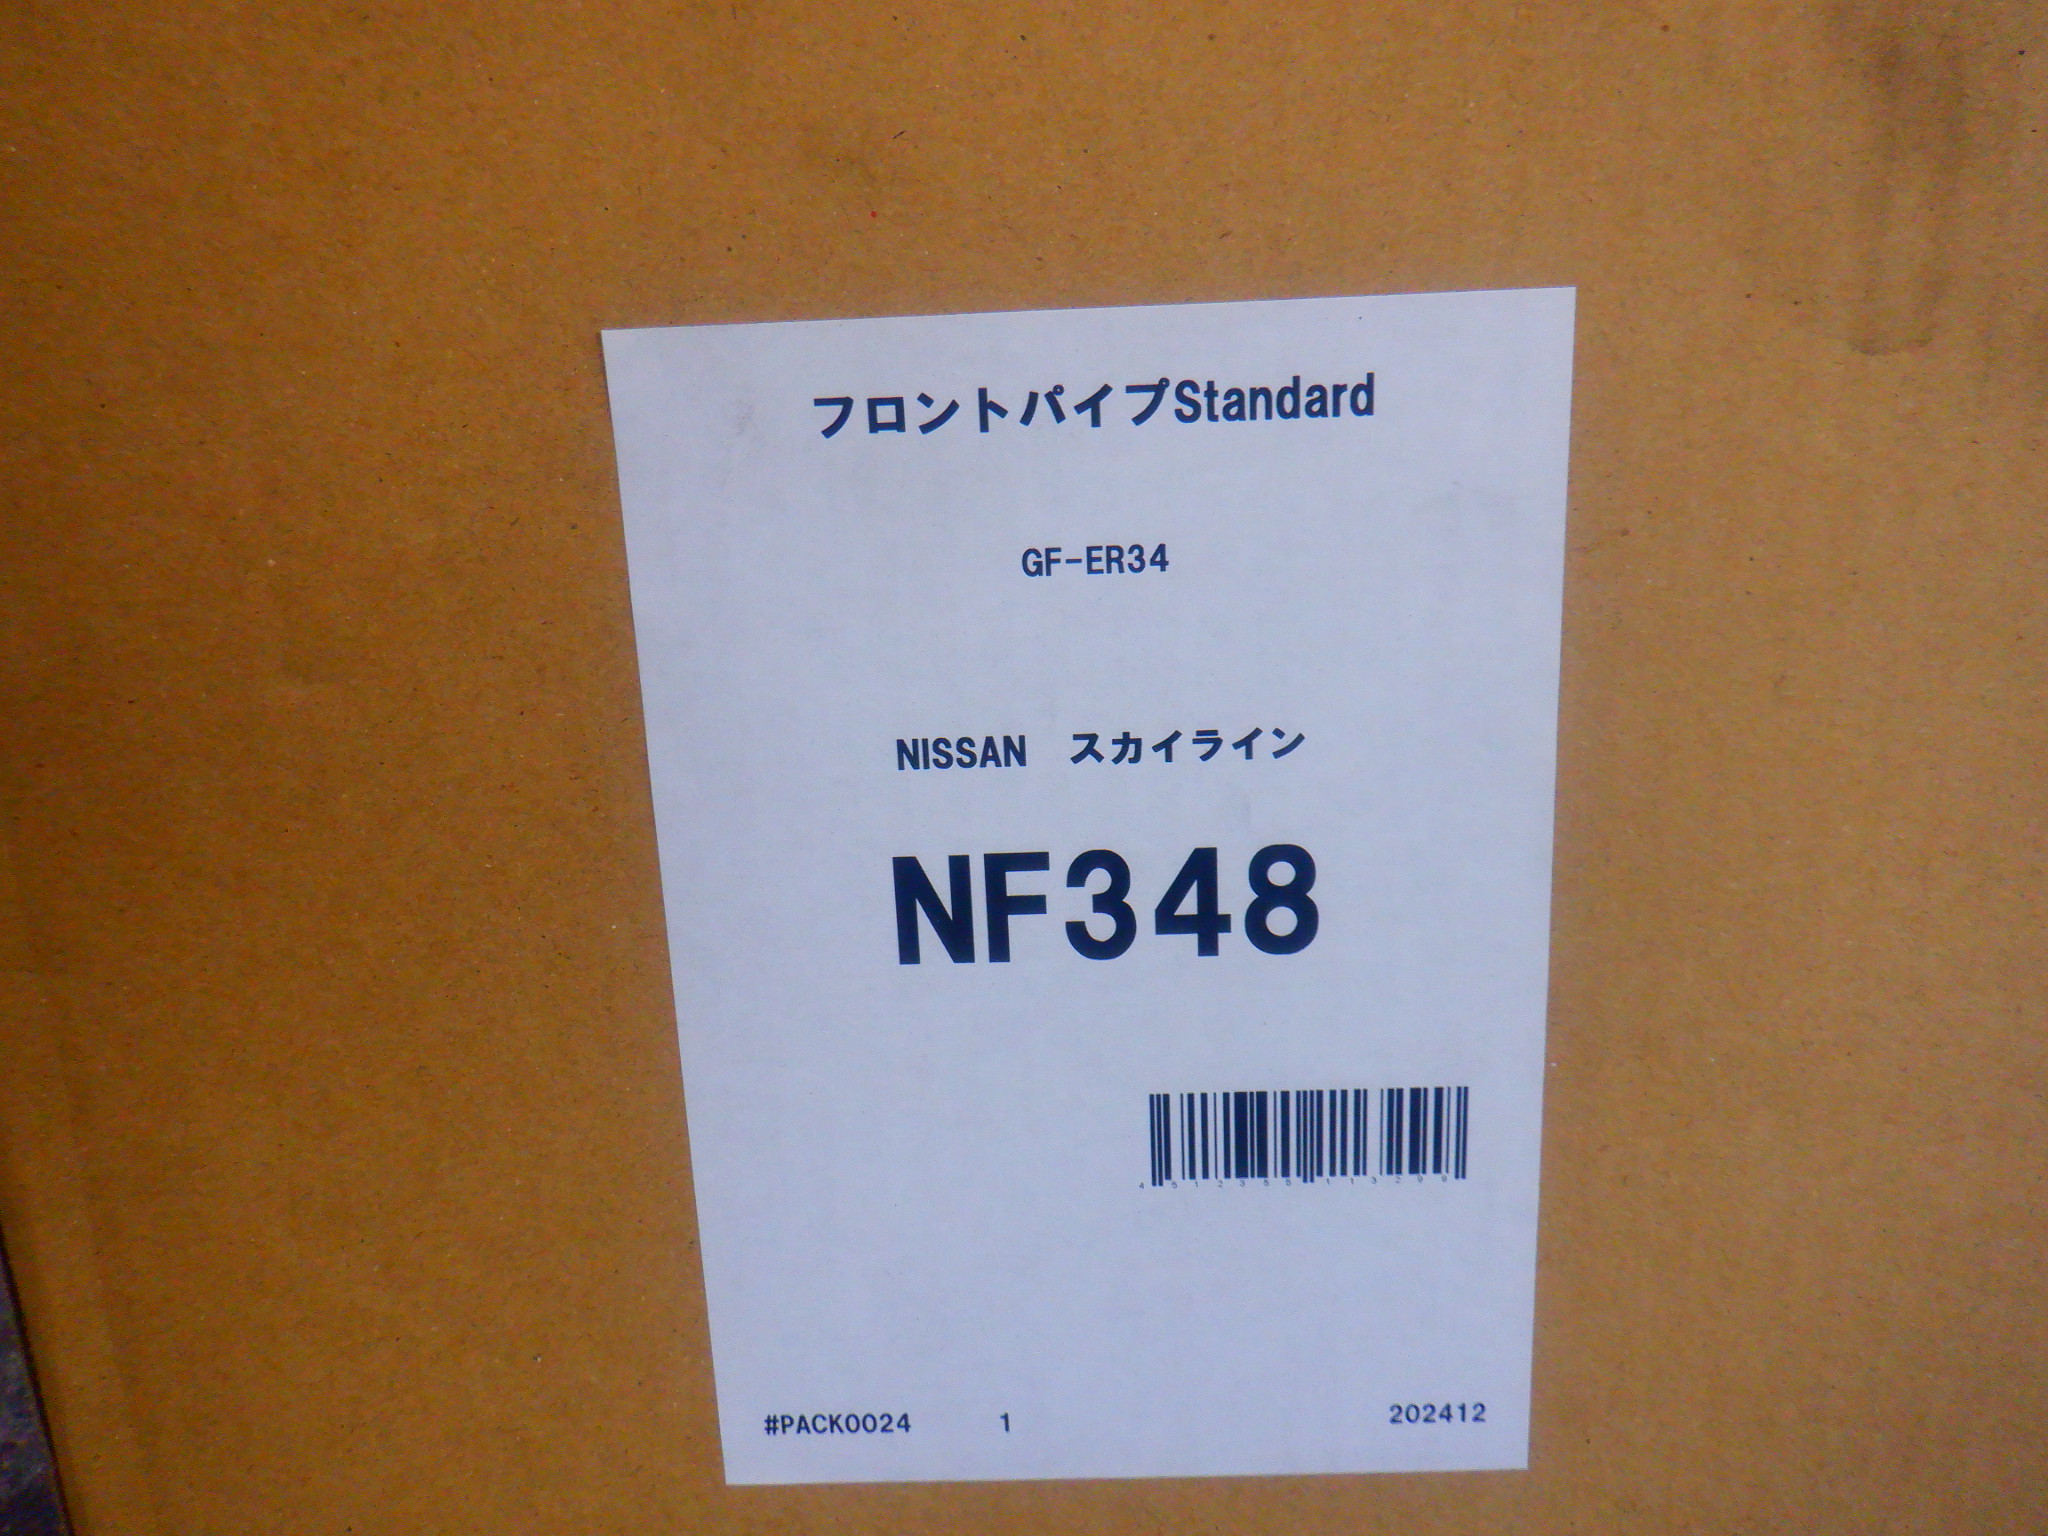 フロントパイプStandard
GF-ER34
NISSAN　スカイライン
NF348
4512355113299
#PACK0024 1 202412